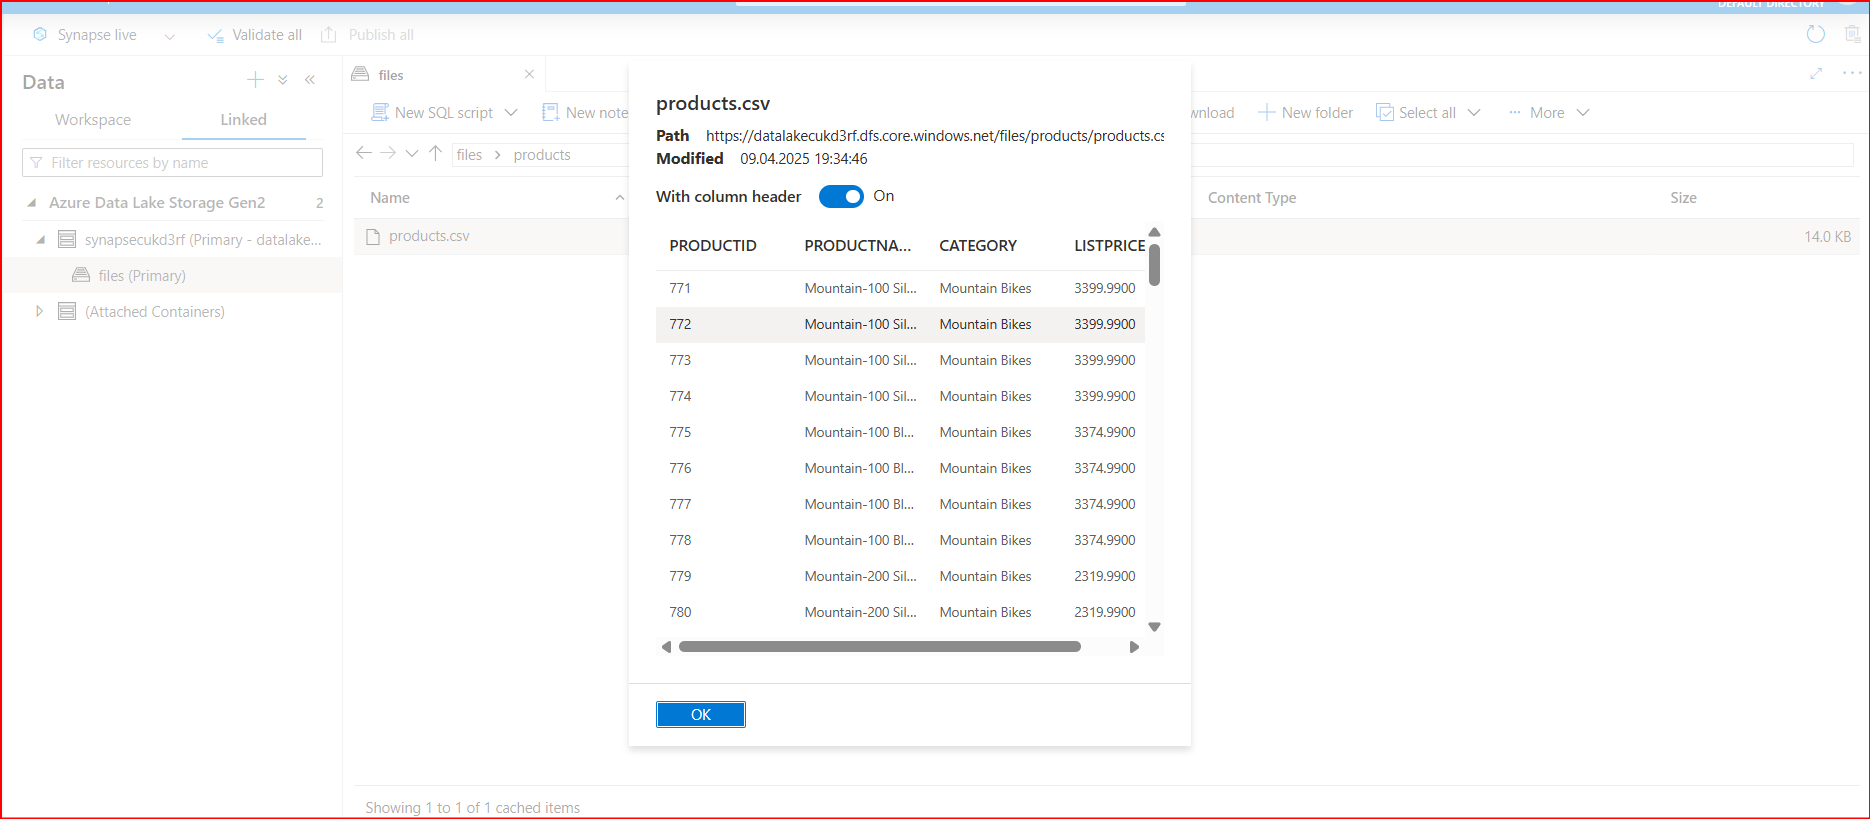 DEFAULT DIRECTORY
Synapse live
Validate all
Publish all
Data
Workspace
Linked
Filter resources by name
Azure Data Lake Storage Gen2 2
synapsecukd3rf (Primary - datalake...
files (Primary)
(Attached Containers)
files
New SQL script
New note
wnload
New folder
Select all
More
files > products
Name
Content Type
Size
products.csv
14.0 KB
Showing 1 to 1 of 1 cached items
products.csv
Path https://datalakecukd3rf.dfs.core.windows.net/files/products/products.cs
Modified 09.04.2025 19:34:46
With column header On
PRODUCTID PRODUCTNA... CATEGORY LISTPRICE
771 Mountain-100 Sil... Mountain Bikes 3399.9900
772 Mountain-100 Sil... Mountain Bikes 3399.9900
773 Mountain-100 Sil... Mountain Bikes 3399.9900
774 Mountain-100 Sil... Mountain Bikes 3399.9900
775 Mountain-100 Bl... Mountain Bikes 3374.9900
776 Mountain-100 Bl... Mountain Bikes 3374.9900
777 Mountain-100 Bl... Mountain Bikes 3374.9900
778 Mountain-100 Bl... Mountain Bikes 3374.9900
779 Mountain-200 Sil... Mountain Bikes 2319.9900
780 Mountain-200 Sil... Mountain Bikes 2319.9900
OK